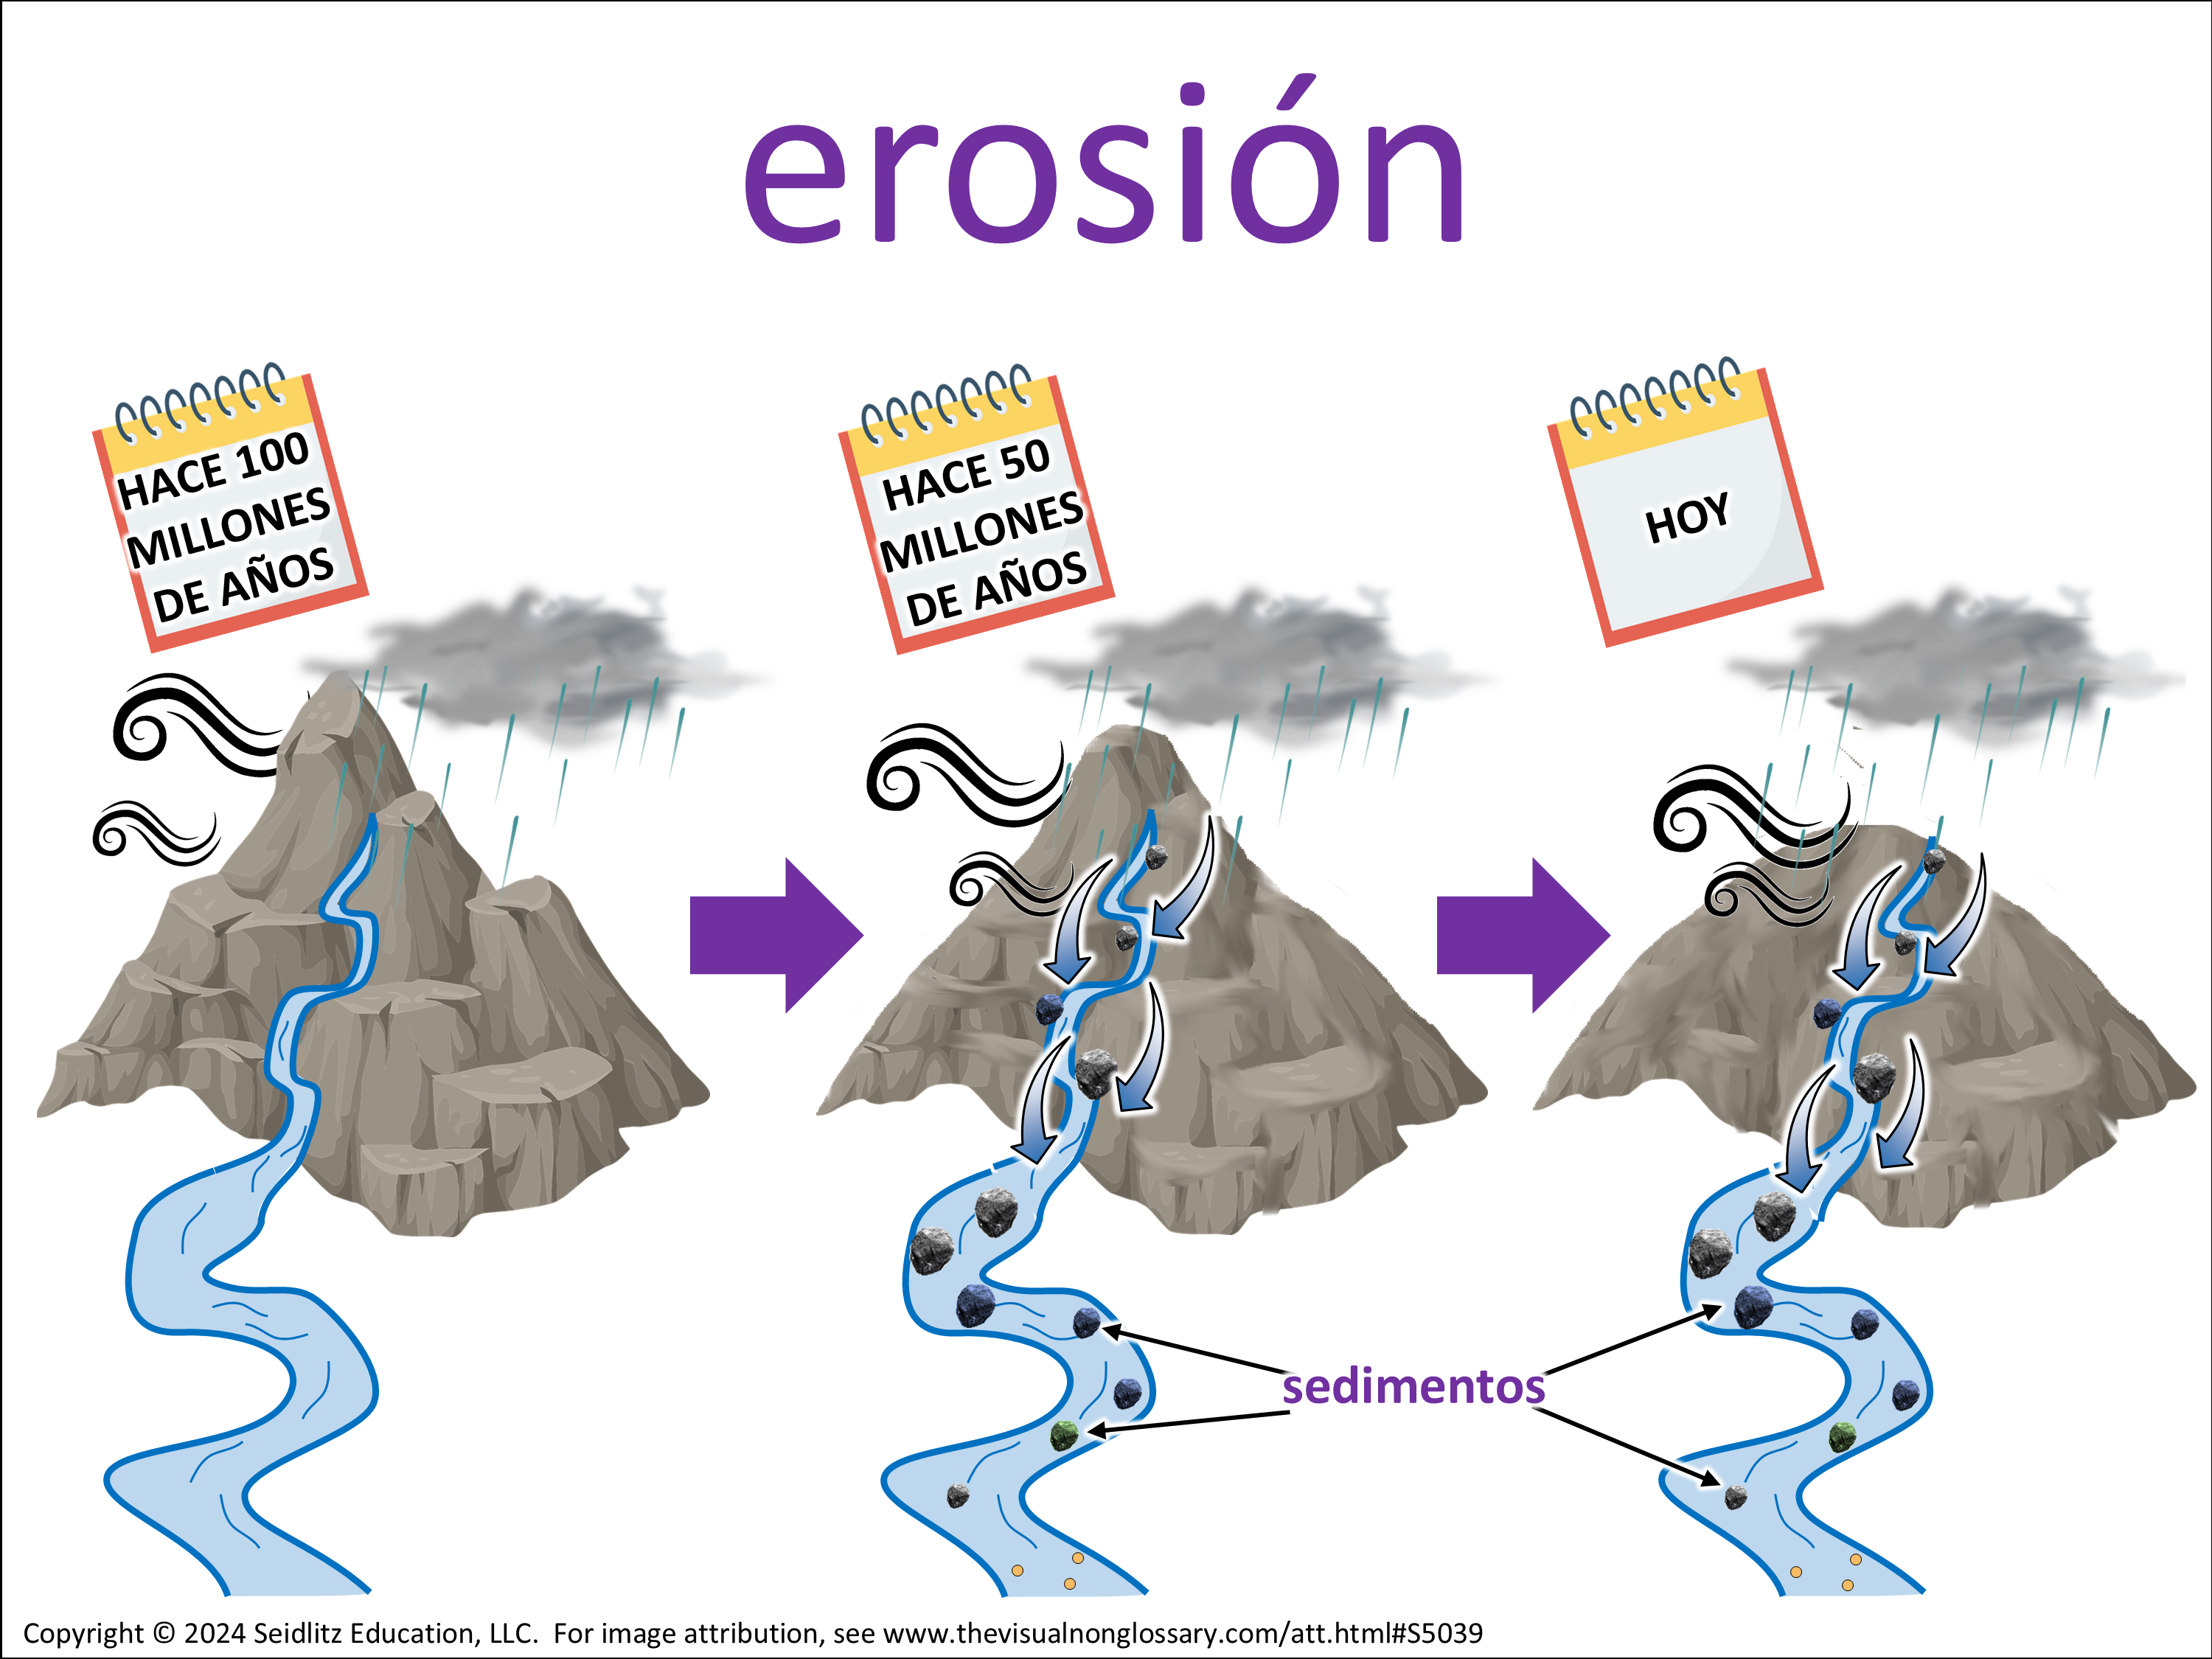 erosión
HACE 100
MILLONES
DE AÑOS
HACE 50
MILLONES
DE AÑOS
HOY
sedimentos
Copyright © 2024 Seidlitz Education, LLC.  For image attribution, see www.thevisualnonglossary.com/att.html#S5039